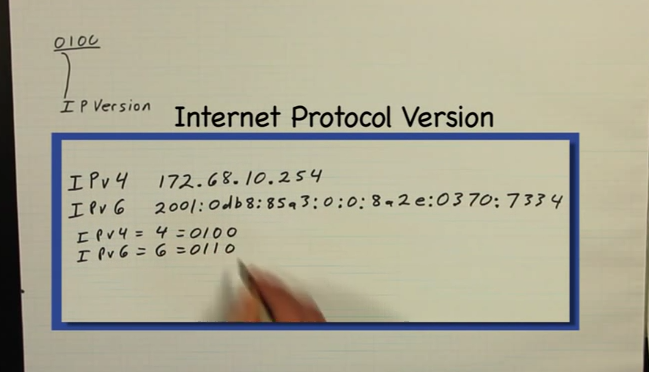 0100
IP Version
Internet Protocol Version
IPv4 172.68.10.254
IPv6 2001:0db8:85a3:0:0:8a2e:0370:7334
IPv4 = 4 = 0100
IPv6 = 6 = 0110